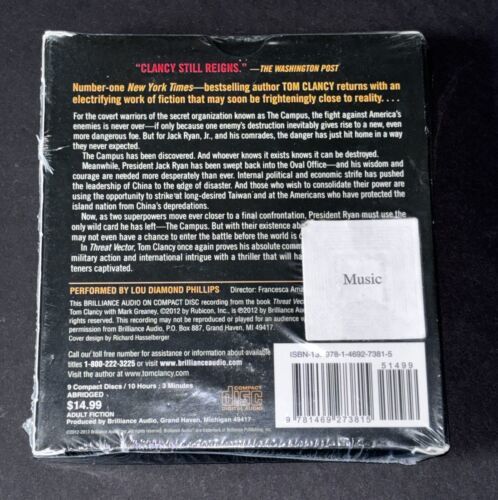 "CLANCY STILL REIGNS." —THE WASHINGTON POST
Number-one New York Times–bestselling author TOM CLANCY returns with an
electrifying work of fiction that may soon be frighteningly close to reality. . . .
For the covert warriors of the secret organization known as The Campus, the fight against America's
enemies is never over—if only because one enemy's destruction inevitably gives rise to a new, even
more dangerous foe. But for Jack Ryan, Jr., and his comrades, the danger has just hit home in a way
they never expected.
The Campus has been discovered. And whoever knows it exists knows it can be destroyed.
Meanwhile, President Jack Ryan has been swept back into the Oval Office—and his wisdom and
courage are needed more desperately than ever. Internal political and economic strife has pushed
the leadership of China to the edge of disaster. And those who wish to consolidate their power are
using the opportunity to strike at long-desired Taiwan and at the Americans who have protected the
island nation from China's depredations.
Now, as two superpowers move ever closer to a final confrontation, President Ryan must use the
only wild card he has left—The Campus. But with their existence about
may not even have a chance to enter the battle before the world is
In Threat Vector, Tom Clancy once again proves his absolute comm
military action and international intrigue with a thriller that will ha
teners captivated.
Music
PERFORMED BY LOU DIAMOND PHILLIPS Director: Francesca
This BRILLIANCE AUDIO ON COMPACT DISC recording from the book Threat Vec
Tom Clancy with Mark Greaney, ©2012 by Rubicon, Inc., is ©2012 by Brilliance Audio,
This recording may not be reproduced or played for an audience
permission from Brilliance Audio, P.O. Box 887, Grand Haven, MI 49417.
Cover design by Richard Hasselberger
Call our toll free number for assistance or information about available
titles 1-800-222-3225 Visit us at www.brillianceaudio.com
Visit the author at www.tomclancy.com
9 Compact Discs / 10 Hours : 3 Minutes
ABRIDGED
$14.99
ADULT FICTION
Produced by Brilliance Audio, Grand Haven, Michigan 49417
COMPACT
disc
DIGITAL AUDIO
ISBN-13: 978-1-4692-7381-5
51499
9 781469 273815